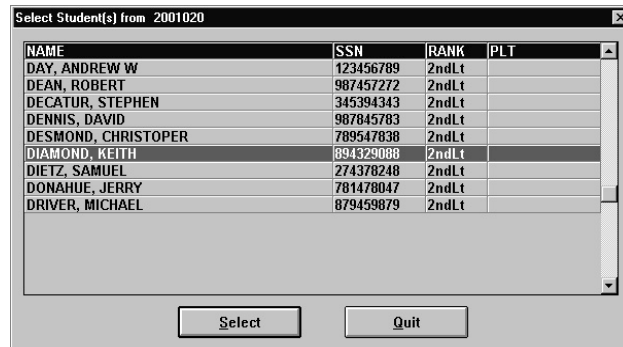 Select Student(s) from 2001020
NAME SSN RANK PLT
DAY, ANDREW W 123456789 2ndLt
DEAN, ROBERT 987457272 2ndLt
DECATUR, STEPHEN 345394343 2ndLt
DENNIS, DAVID 987845783 2ndLt
DESMOND, CHRISTOPER 789547838 2ndLt
DIAMOND, KEITH 894329088 2ndLt
DIETZ, SAMUEL 274378248 2ndLt
DONAHUE, JERRY 781478047 2ndLt
DRIVER, MICHAEL 879459879 2ndLt
Select Quit